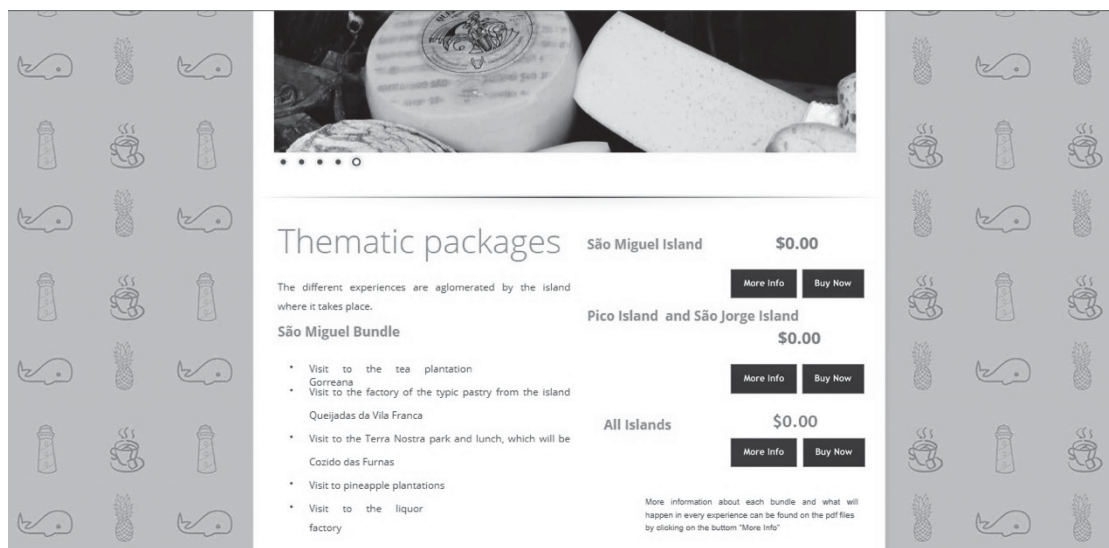 Thematic packages
The different experiences are aglomerated by the island
where it takes place.
São Miguel Bundle
• Visit to the tea plantation
Gorreana
• Visit to the factory of the typic pastry from the island
Queijadas da Vila Franca
• Visit to the Terra Nostra park and lunch, which will be
Cozido das Furnas
• Visit to pineapple plantations
• Visit to the liquor
factory
São Miguel Island $0.00
More Info Buy Now
Pico Island and São Jorge Island
$0.00
More Info Buy Now
All Islands $0.00
More Info Buy Now
More information about each bundle and what will
happen in every experience can be found on the pdf files
by clicking on the buttom "More Info"